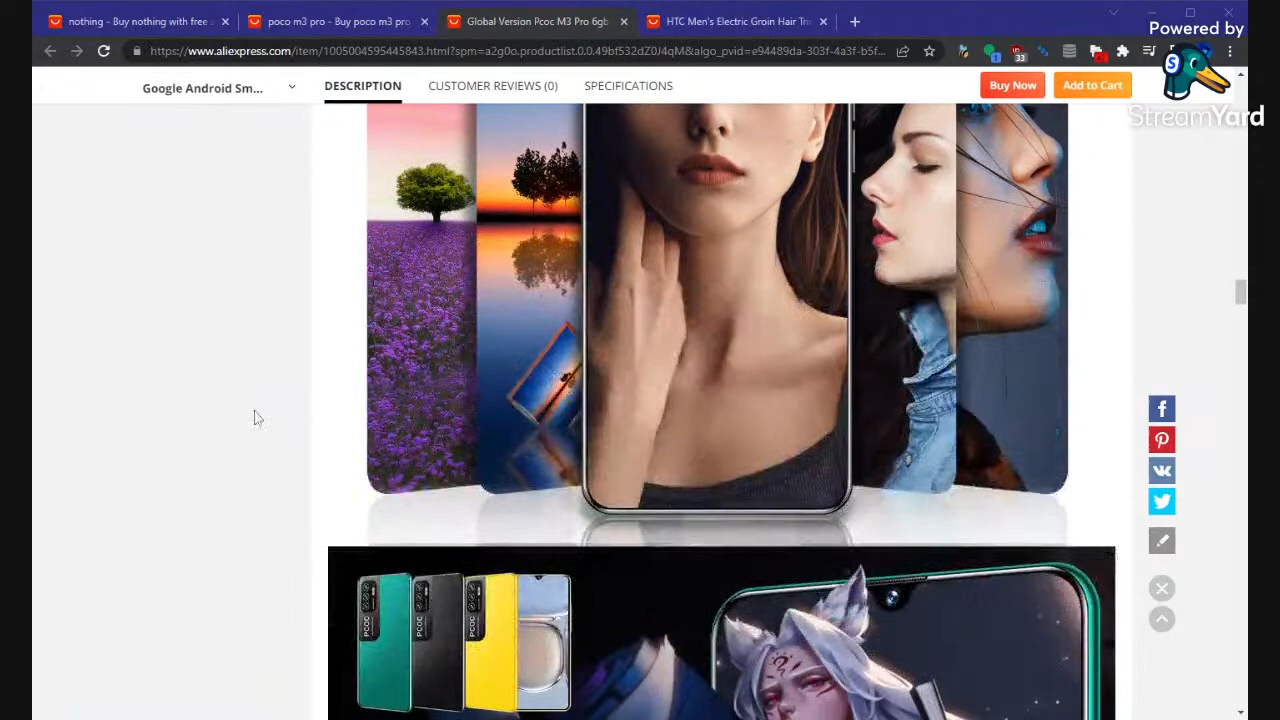 nothing - Buy nothing with free s
poco m3 pro - Buy poco m3 pro
Global Version Pcoc M3 Pro 6gb
HTC Men's Electric Groin Hair Tri
Powered by
https://www.aliexpress.com/item/1005004595445843.html?spm=a2g0o.productlist.0.0.49bf532dZ0J4qM&algo_pvid=e94489da-303f-4a3f-b5f...
1
33
StreamYard
Google Android Sm...
DESCRIPTION
CUSTOMER REVIEWS (0)
SPECIFICATIONS
Buy Now
Add to Cart
PCOC
PCOC
PCOC